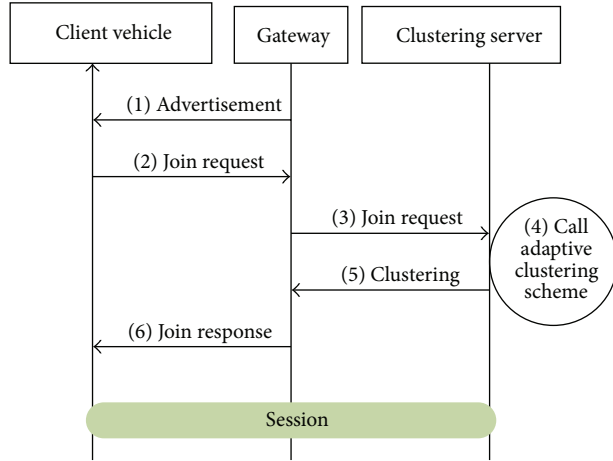 Client vehicle
Gateway
Clustering server
(1) Advertisement
(2) Join request
(3) Join request
(4) Call
adaptive
clustering
scheme
(5) Clustering
(6) Join response
Session